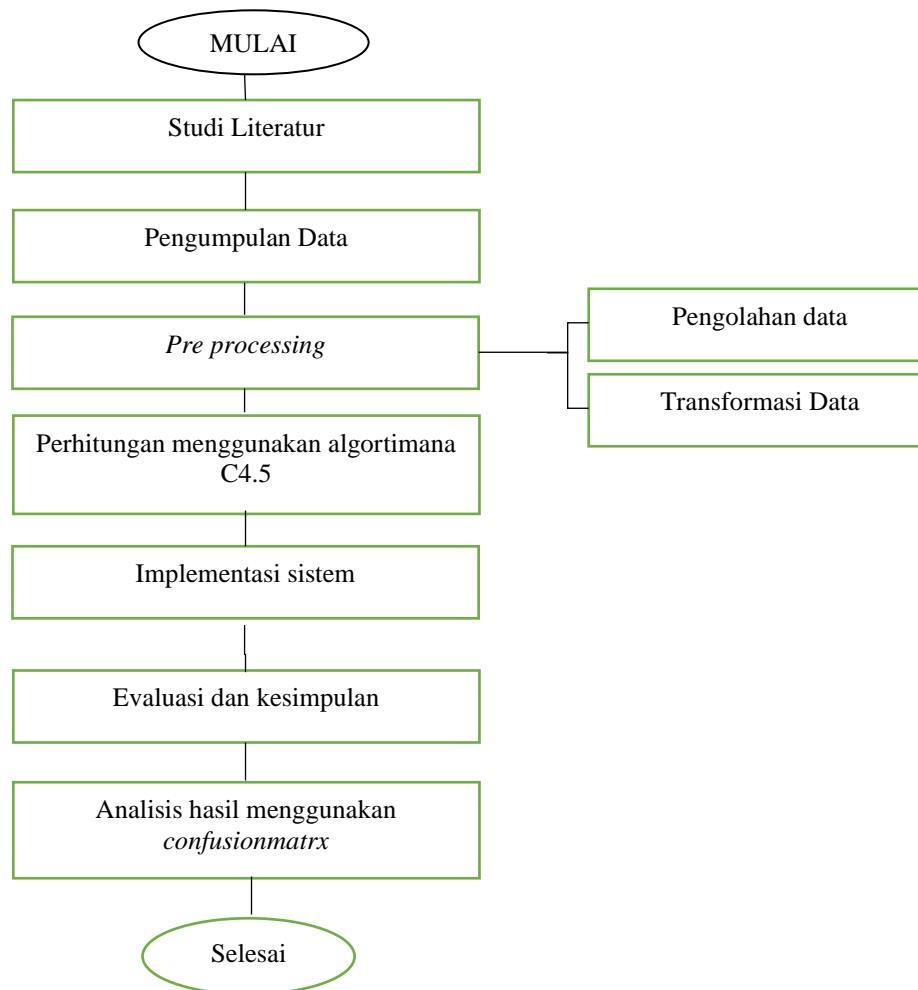 MULAI
Studi Literatur
Pengumpulan Data
Pre processing
Pengolahan data
Transformasi Data
Perhitungan menggunakan algortimana
C4.5
Implementasi sistem
Evaluasi dan kesimpulan
Analisis hasil menggunakan
confusionmatrx
Selesai